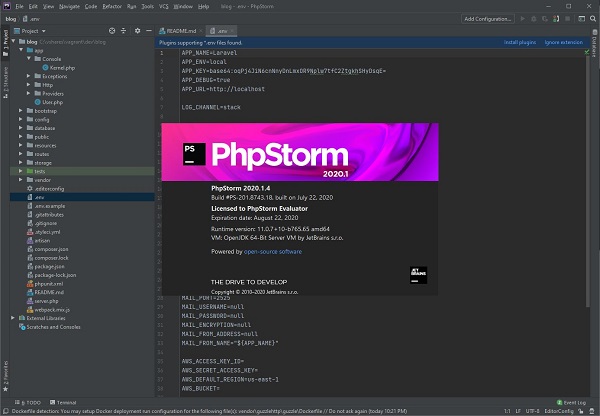 File Edit View Navigate Code Refactor Run Tools VCS Window Help
blog - PhpStorm
blog
.env
Add Configuration...
Project
README.md
.env
Plugins supporting *.env files found.
Install plugins
Ignore extension
1: Project
2: Structure
2: Favorites
Database
blog
app
Console
Kernel.php
Exceptions
Http
Providers
User.php
bootstrap
config
database
public
resources
routes
storage
tests
vendor
.editorconfig
.env
.env.example
.gitattributes
.gitignore
.styleci.yml
artisan
composer.json
composer.lock
package.json
package-lock.json
phpunit.xml
README.md
server.php
webpack.mix.js
External Libraries
Scratches and Consoles
APP_NAME=Laravel
APP_ENV=local
APP_DEBUG=true
APP_URL=http://localhost
LOG_CHANNEL=stack
PS
PhpStorm
2020.1
PhpStorm 2020.1.4
Build #PS-201.8743.18, built on July 22, 2020
Licensed to PhpStorm Evaluator
Expiration date: August 22, 2020
Runtime version: 11.0.7+10-b765.65 amd64
VM: OpenJDK 64-Bit Server VM by JetBrains s.r.o.
Powered by open-source software
THE DRIVE TO DEVELOP
Copyright © 2010–2020 JetBrains s.r.o.
JET
BRAINS
MAIL_PORT=2525
MAIL_USERNAME=null
MAIL_PASSWORD=null
MAIL_ENCRYPTION=null
MAIL_FROM_ADDRESS=null
MAIL_FROM_NAME="${APP_NAME}"
AWS_ACCESS_KEY_ID=
AWS_SECRET_ACCESS_KEY=
AWS_DEFAULT_REGION=us-east-1
AWS_BUCKET=
6: TODO
Terminal
Event Log
Dockerfile detection: You may setup Docker deployment run configuration for the following file(s): vendor\guzzlehttp\guzzle\Dockerfile // Do not ask again (today 10:21 PM)
1:1 LF UTF-8 EditorConfig